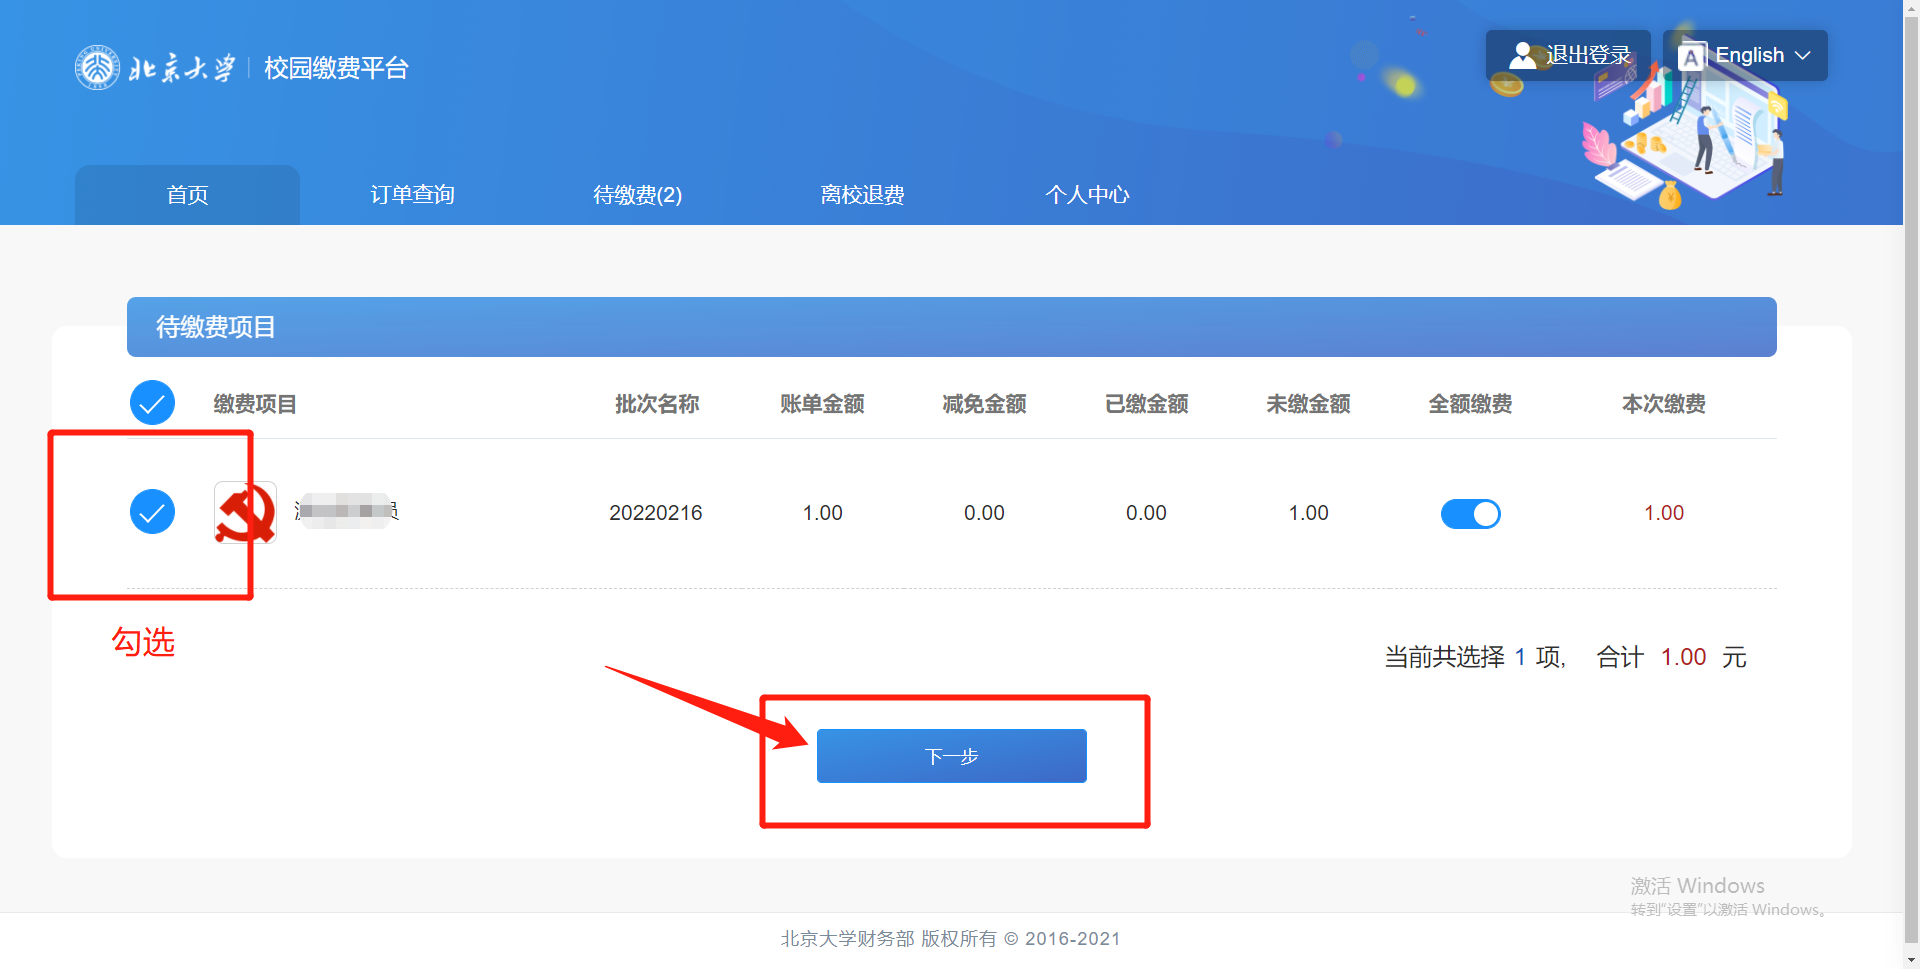 北京大学 校园缴费平台
退出登录
A English
首页 订单查询 待缴费(2) 离校退费 个人中心
待缴费项目
缴费项目 批次名称 账单金额 减免金额 已缴金额 未缴金额 全额缴费 本次缴费
员 20220216 1.00 0.00 0.00 1.00 1.00
勾选
当前共选择 1 项, 合计 1.00 元
下一步
激活 Windows
转到“设置”以激活 Windows。
北京大学财务部 版权所有 © 2016-2021